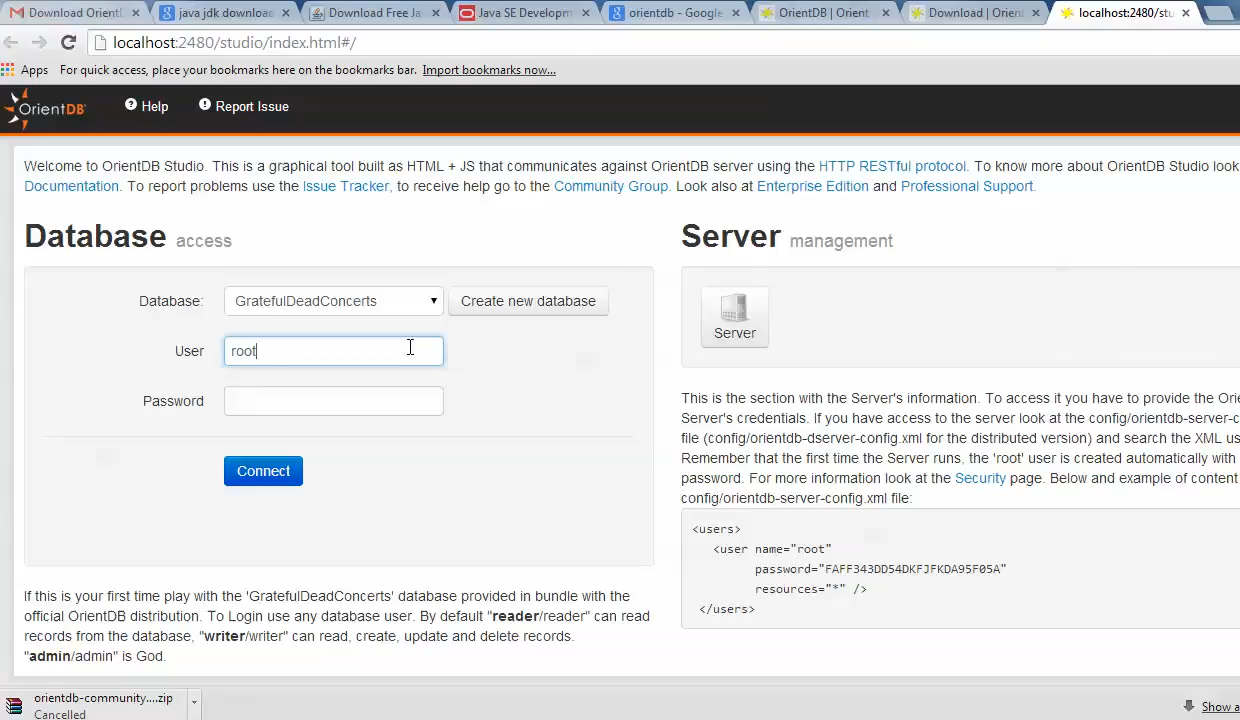 Download OrientD
java jdk download
Download Free Ja
Java SE Developm
orientdb - Google
OrientDB | Orient
Download | Orient
localhost:2480/stu
localhost:2480/studio/index.html#/
Apps
For quick access, place your bookmarks here on the bookmarks bar. Import bookmarks now...
OrientDB
Help
Report Issue
Welcome to OrientDB Studio. This is a graphical tool built as HTML + JS that communicates against OrientDB server using the HTTP RESTful protocol. To know more about OrientDB Studio look
Documentation. To report problems use the Issue Tracker, to receive help go to the Community Group. Look also at Enterprise Edition and Professional Support.
Database access
Database: GratefulDeadConcerts Create new database
User root
Password
Connect
If this is your first time play with the 'GratefulDeadConcerts' database provided in bundle with the
official OrientDB distribution. To Login use any database user. By default "reader/reader" can read
records from the database, "writer/writer" can read, create, update and delete records.
"admin/admin" is God.
Server management
Server
This is the section with the Server's information. To access it you have to provide the Orie
Server's credentials. If you have access to the server look at the config/orientdb-server-c
file (config/orientdb-dserver-config.xml for the distributed version) and search the XML us
Remember that the first time the Server runs, the 'root' user is created automatically with
password. For more information look at the Security page. Below and example of content
config/orientdb-server-config.xml file:
<users>
<user name="root"
password="FAFF343DD54DKFJFKDA95F05A"
resources="*" />
</users>
orientdb-community....zip
Cancelled
Show a